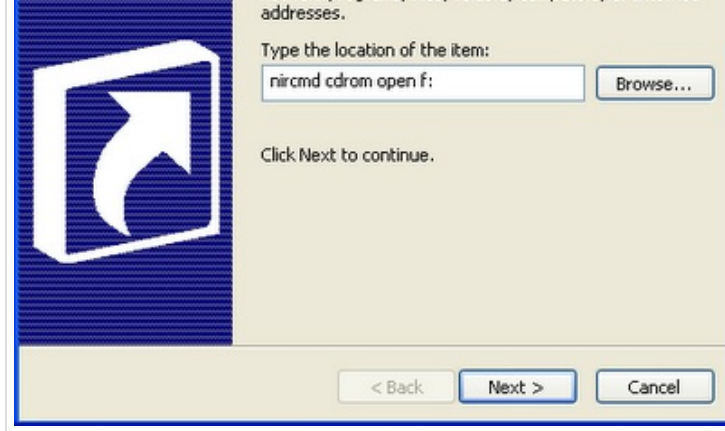 addresses.
Type the location of the item:
nircmd cdrom open f:
Browse...
Click Next to continue.
< Back
Next >
Cancel